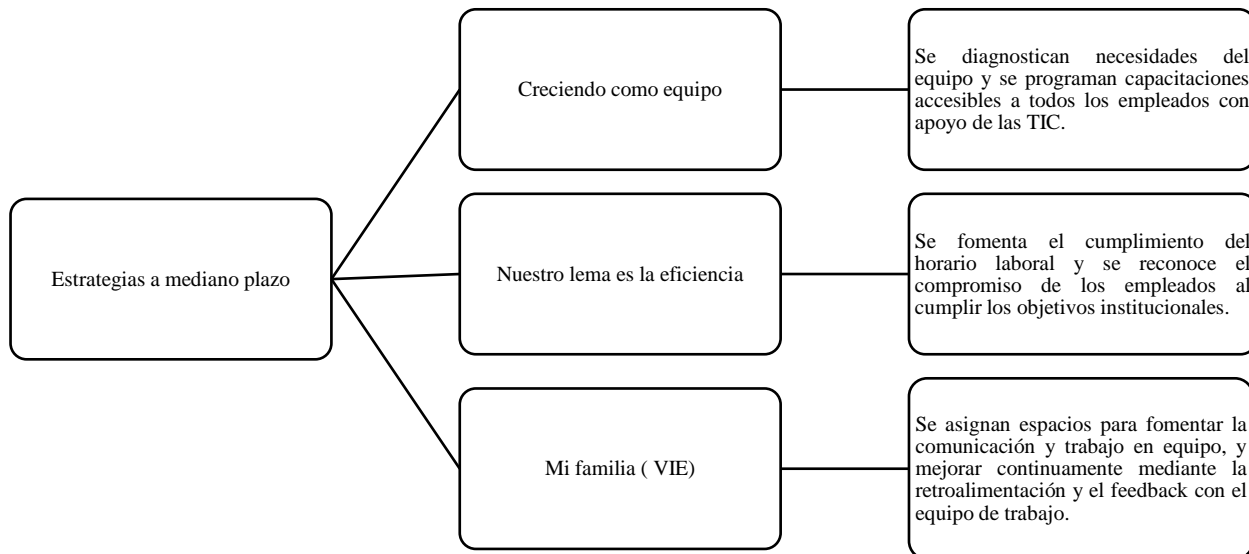 Estrategias a mediano plazo
Creciendo como equipo
Se diagnostican necesidades del
equipo y se programan capacitaciones
accesibles a todos los empleados con
apoyo de las TIC.
Nuestro lema es la eficiencia
Se fomenta el cumplimiento del
horario laboral y se reconoce el
compromiso de los empleados al
cumplir los objetivos institucionales.
Mi familia ( VIE)
Se asignan espacios para fomentar la
comunicación y trabajo en equipo, y
mejorar continuamente mediante la
retroalimentación y el feedback con el
equipo de trabajo.